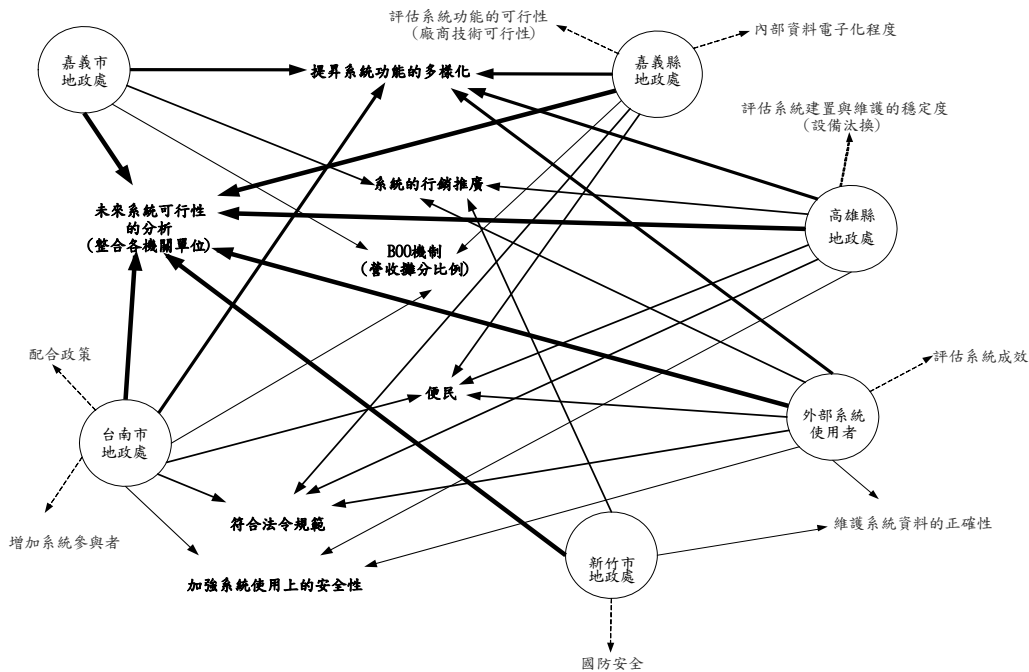 評估系統功能的可行性
(廠商技術可行性)
內部資料電子化程度
嘉義市
地政處
提昇系統功能的多樣化
嘉義縣
地政處
評估系統建置與維護的穩定度
(設備汰換)
系統的行銷推廣
未來系統可行性
的分析
(整合各機關單位)
高雄縣
地政處
BOO機制
(營收攤分比例)
配合政策
評估系統成效
便民
台南市
地政處
外部系統
使用者
符合法令規範
維護系統資料的正確性
增加系統參與者
新竹市
地政處
加強系統使用上的安全性
國防安全